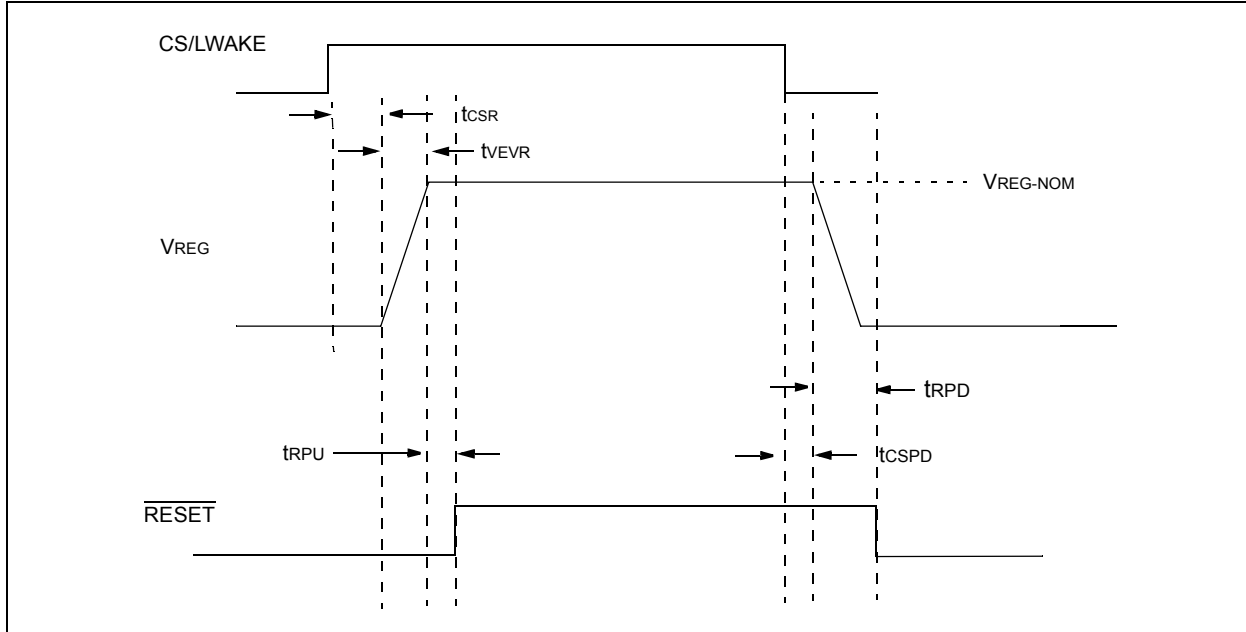 CS/LWAKE
tCSR
tVEVR
VREG-NOM
VREG
tRPD
tRPU
tCSPD
RESET